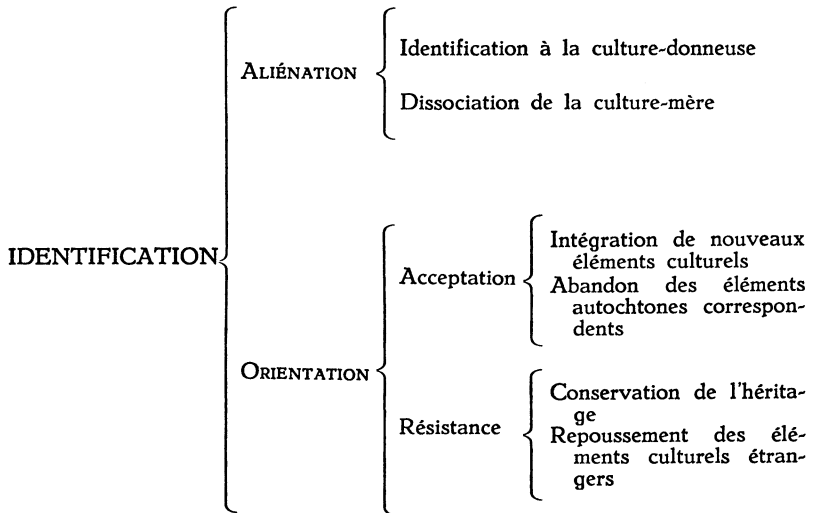 IDENTIFICATION
ALIÉNATION
Identification à la culture-donneuse
Dissociation de la culture-mère
ORIENTATION
Acceptation
Intégration de nouveaux
éléments culturels
Abandon des éléments
autochtones correspon-
dents
Résistance
Conservation de l'hérita-
ge
Repoussement des élé-
ments culturels étran-
gers